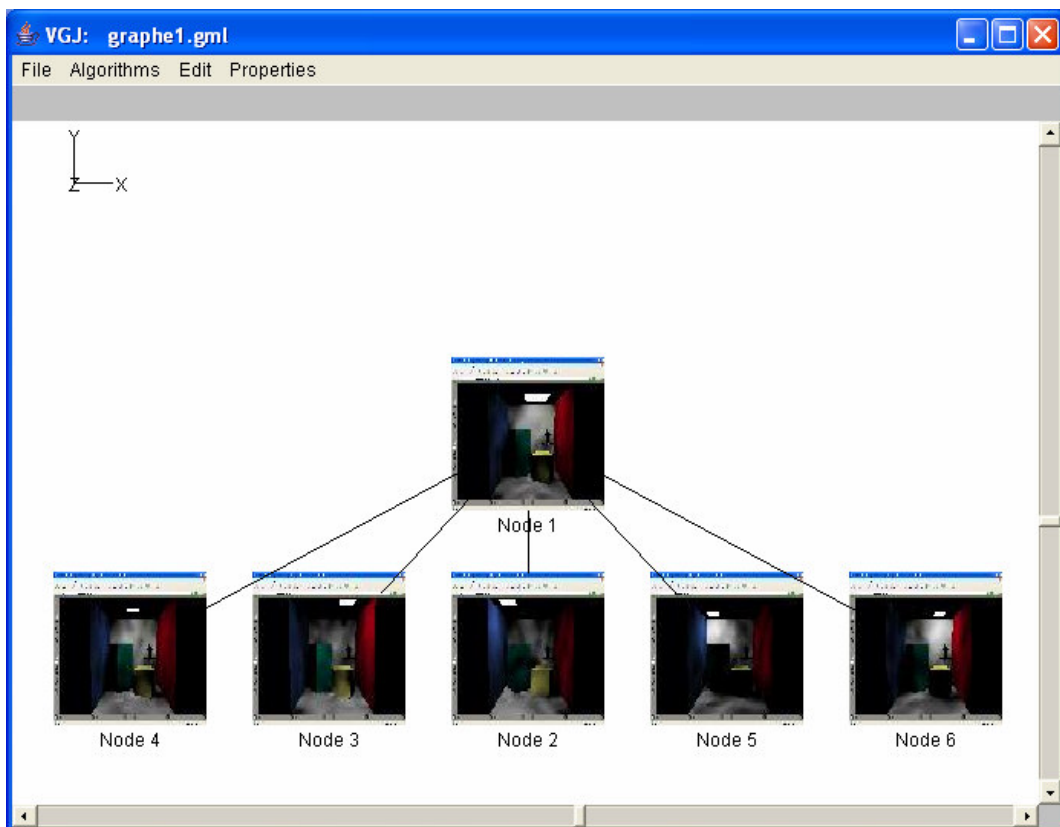 VGJ: graphe1.gml
File Algorithms Edit Properties
Y
Z X
Node 1
Node 4 Node 3 Node 2 Node 5 Node 6